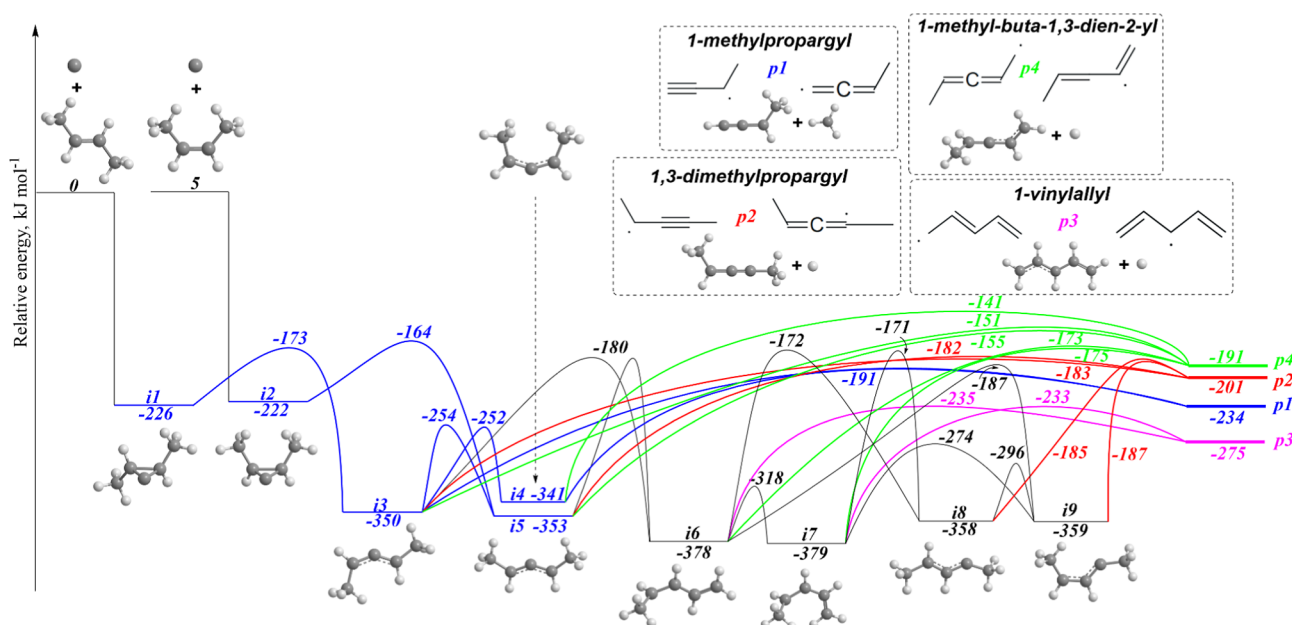 1-methylpropargyl
p1
+
1-methyl-buta-1,3-dien-2-yl
p4
+
1,3-dimethylpropargyl
p2
+
1-vinylallyl
p3
+
C
C
C
Relative energy, kJ mol-1
+
+
0
5
-141
-151
-155
-173
-175
-171
-172
-180
-182
-183
-191
-187
-173
-164
-191 p4
-201 p2
-234 p1
-275 p3
i1
-226
i2
-222
-254
-252
-235
-233
-274
-296
-185
-187
-318
i3
-350
i4 -341
i5 -353
i6
-378
i7
-379
i8
-358
i9
-359